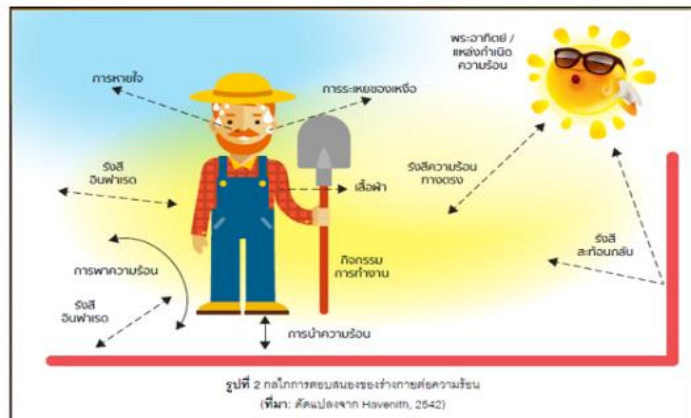 พระอาทิตย์ /
แหล่งกำเนิด
ความร้อน
การหายใจ
การระเหยของเหงื่อ
รังสี
อินฟาเรด
เสื้อผ้า
รังสีความร้อน
ทางตรง
รังสี
สะท้อนกลับ
การพาความร้อน
กิจกรรม
การทำงาน
รังสี
อินฟาเรด
การนำความร้อน
รูปที่ 2 กลไกการตอบสนองของร่างกายต่อความร้อน
(ที่มา: ดัดแปลงจาก Havenith, 2542)